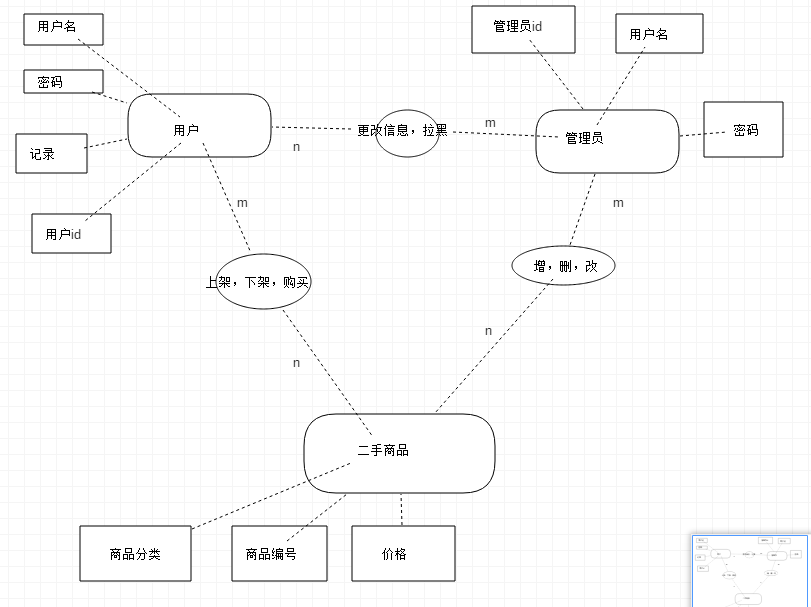 用户名
管理员id
用户名
密码
用户
更改信息，拉黑
m
管理员
密码
n
记录
m
m
用户id
上架，下架，购买
增，删，改
n
n
二手商品
商品分类
商品编号
价格